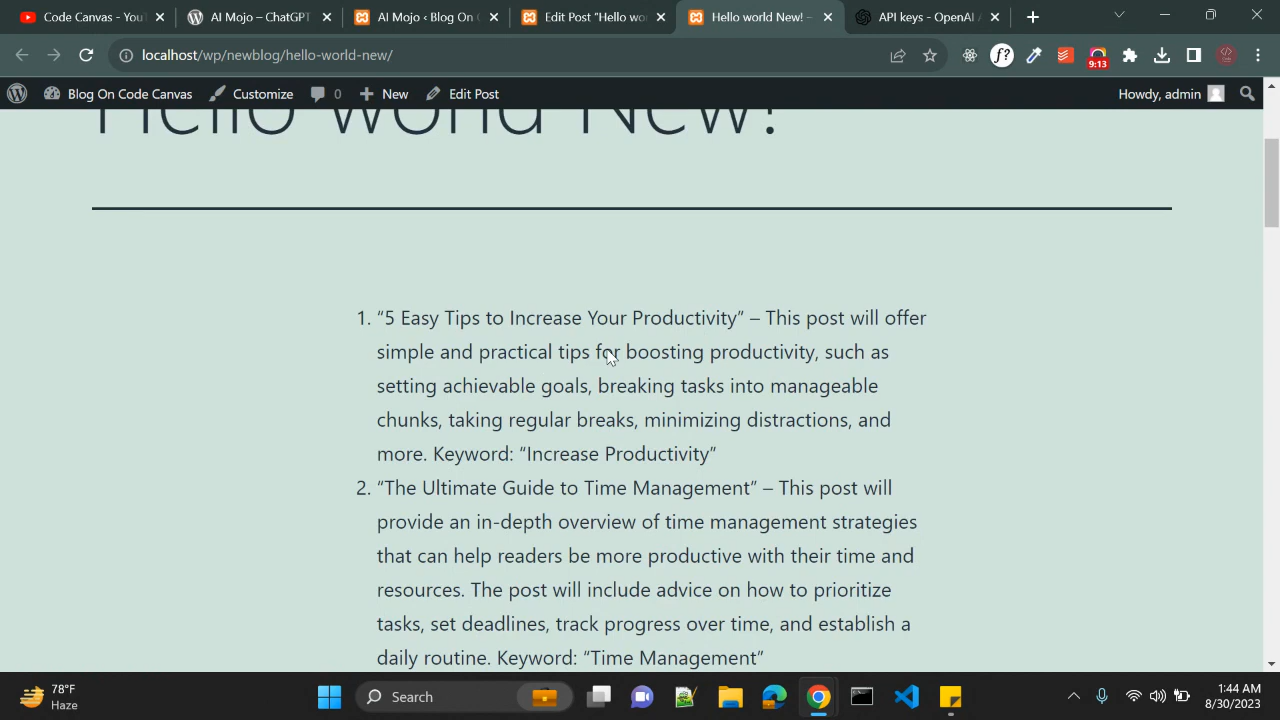 Code Canvas - YouT
AI Mojo – ChatGPT
AI Mojo ‹ Blog On C
Edit Post "Hello wo
Hello world New! –
API keys - OpenAI A
localhost/wp/newblog/hello-world-new/
f?
9:13
Blog On Code Canvas
Customize
0
New
Edit Post
Howdy, admin
Hello world New!
1. “5 Easy Tips to Increase Your Productivity” – This post will offer
simple and practical tips for boosting productivity, such as
setting achievable goals, breaking tasks into manageable
chunks, taking regular breaks, minimizing distractions, and
more. Keyword: “Increase Productivity”
2. “The Ultimate Guide to Time Management” – This post will
provide an in-depth overview of time management strategies
that can help readers be more productive with their time and
resources. The post will include advice on how to prioritize
tasks, set deadlines, track progress over time, and establish a
daily routine. Keyword: “Time Management”
78°F
Haze
Search
1:44 AM
8/30/2023